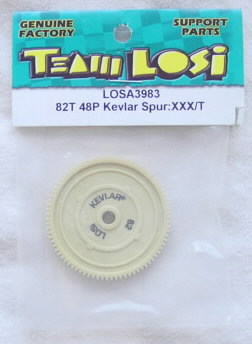 GENUINE FACTORY SUPPORT PARTS
TEAM LOSI
LOSA3983
82T 48P Kevlar Spur:XXX/T
KEVLAR®
82
LOSI